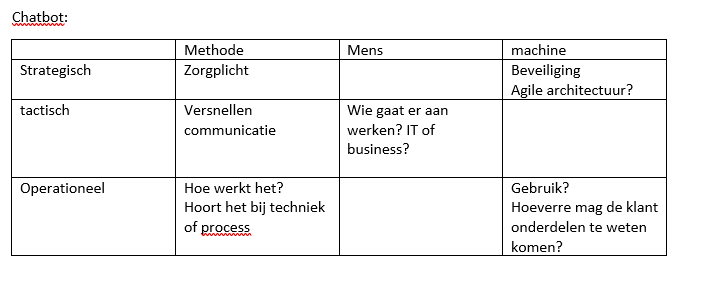 Chatbot:
Methode Mens machine
Strategisch Zorgplicht Beveiliging
Agile architectuur?
tactisch Versnellen Wie gaat er aan
communicatie werken? IT of
business?
Operationeel Hoe werkt het? Gebruik?
Hoort het bij techniek Hoeverre mag de klant
of process onderdelen te weten
komen?